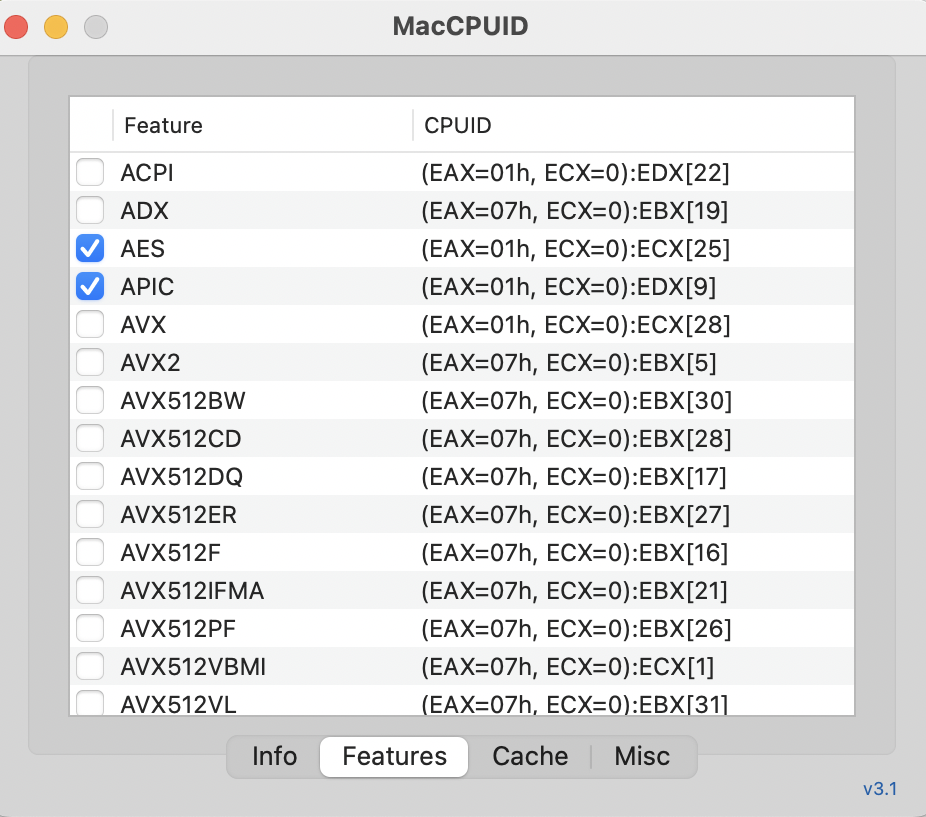 MacCPUID
Feature CPUID
ACPI (EAX=01h, ECX=0):EDX[22]
ADX (EAX=07h, ECX=0):EBX[19]
AES (EAX=01h, ECX=0):ECX[25]
APIC (EAX=01h, ECX=0):EDX[9]
AVX (EAX=01h, ECX=0):ECX[28]
AVX2 (EAX=07h, ECX=0):EBX[5]
AVX512BW (EAX=07h, ECX=0):EBX[30]
AVX512CD (EAX=07h, ECX=0):EBX[28]
AVX512DQ (EAX=07h, ECX=0):EBX[17]
AVX512ER (EAX=07h, ECX=0):EBX[27]
AVX512F (EAX=07h, ECX=0):EBX[16]
AVX512IFMA (EAX=07h, ECX=0):EBX[21]
AVX512PF (EAX=07h, ECX=0):EBX[26]
AVX512VBMI (EAX=07h, ECX=0):ECX[1]
AVX512VL (EAX=07h, ECX=0):EBX[31]
Info Features Cache Misc
v3.1